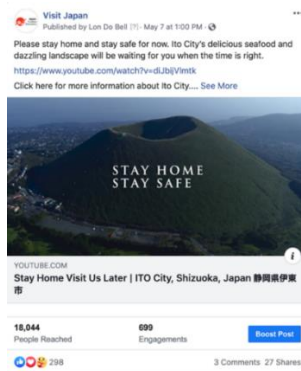 Visit Japan
Published by Lon De Bell [?] · May 7 at 1:00 PM ·
Please stay home and stay safe for now. Ito City's delicious seafood and
dazzling landscape will be waiting for you when the time is right.
https://www.youtube.com/watch?v=diJbijVlmtk
Click here for more information about Ito City.... See More
STAY HOME
STAY SAFE
YOUTUBE.COM
Stay Home Visit Us Later | ITO City, Shizuoka, Japan 静岡県伊東
市
18,044
People Reached
699
Engagements
Boost Post
298
3 Comments 27 Shares